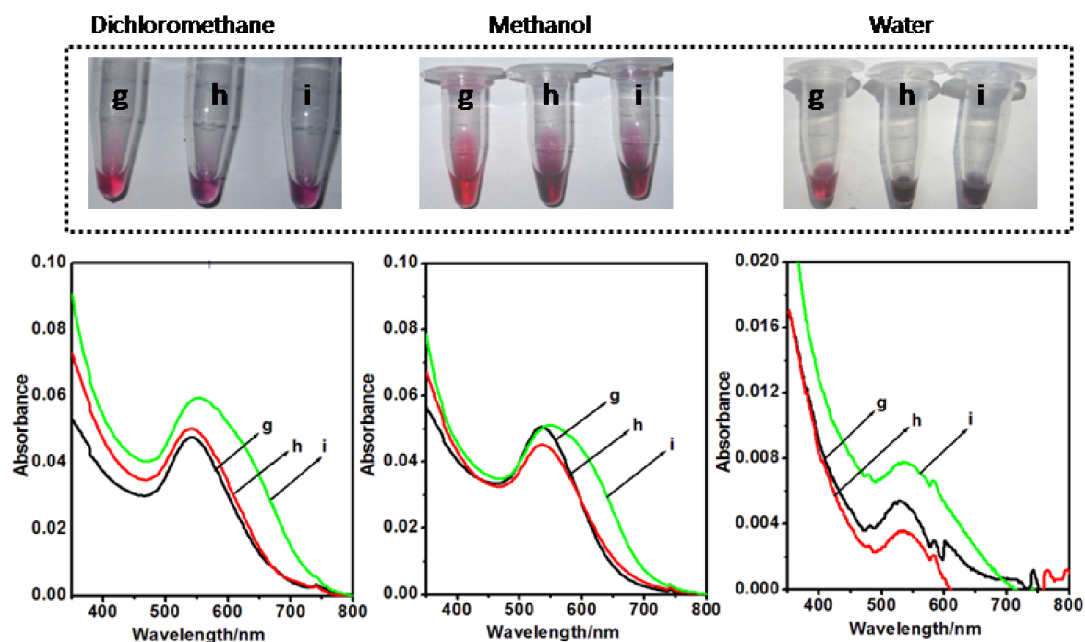 Dichloromethane
Methanol
Water
g h i
g h i
g h i
0.10
0.08
0.06
0.04
0.02
0.00
Absorbance
g
h
i
400 500 600 700 800
Wavelength/nm
0.10
0.08
0.06
0.04
0.02
0.00
Absorbance
g
h
i
400 500 600 700 800
Wavelength/nm
0.020
0.016
0.012
0.008
0.004
0.000
Absorbance
g
h
i
400 500 600 700 800
Wavelength/nm